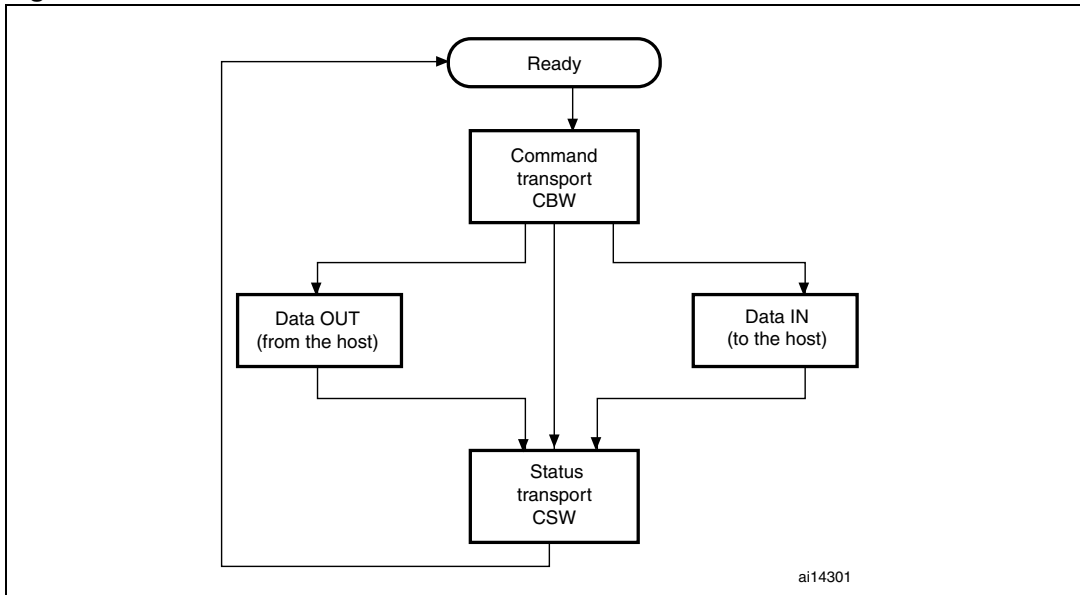 Ready
Command
transport
CBW
Data OUT
(from the host)
Data IN
(to the host)
Status
transport
CSW
ai14301